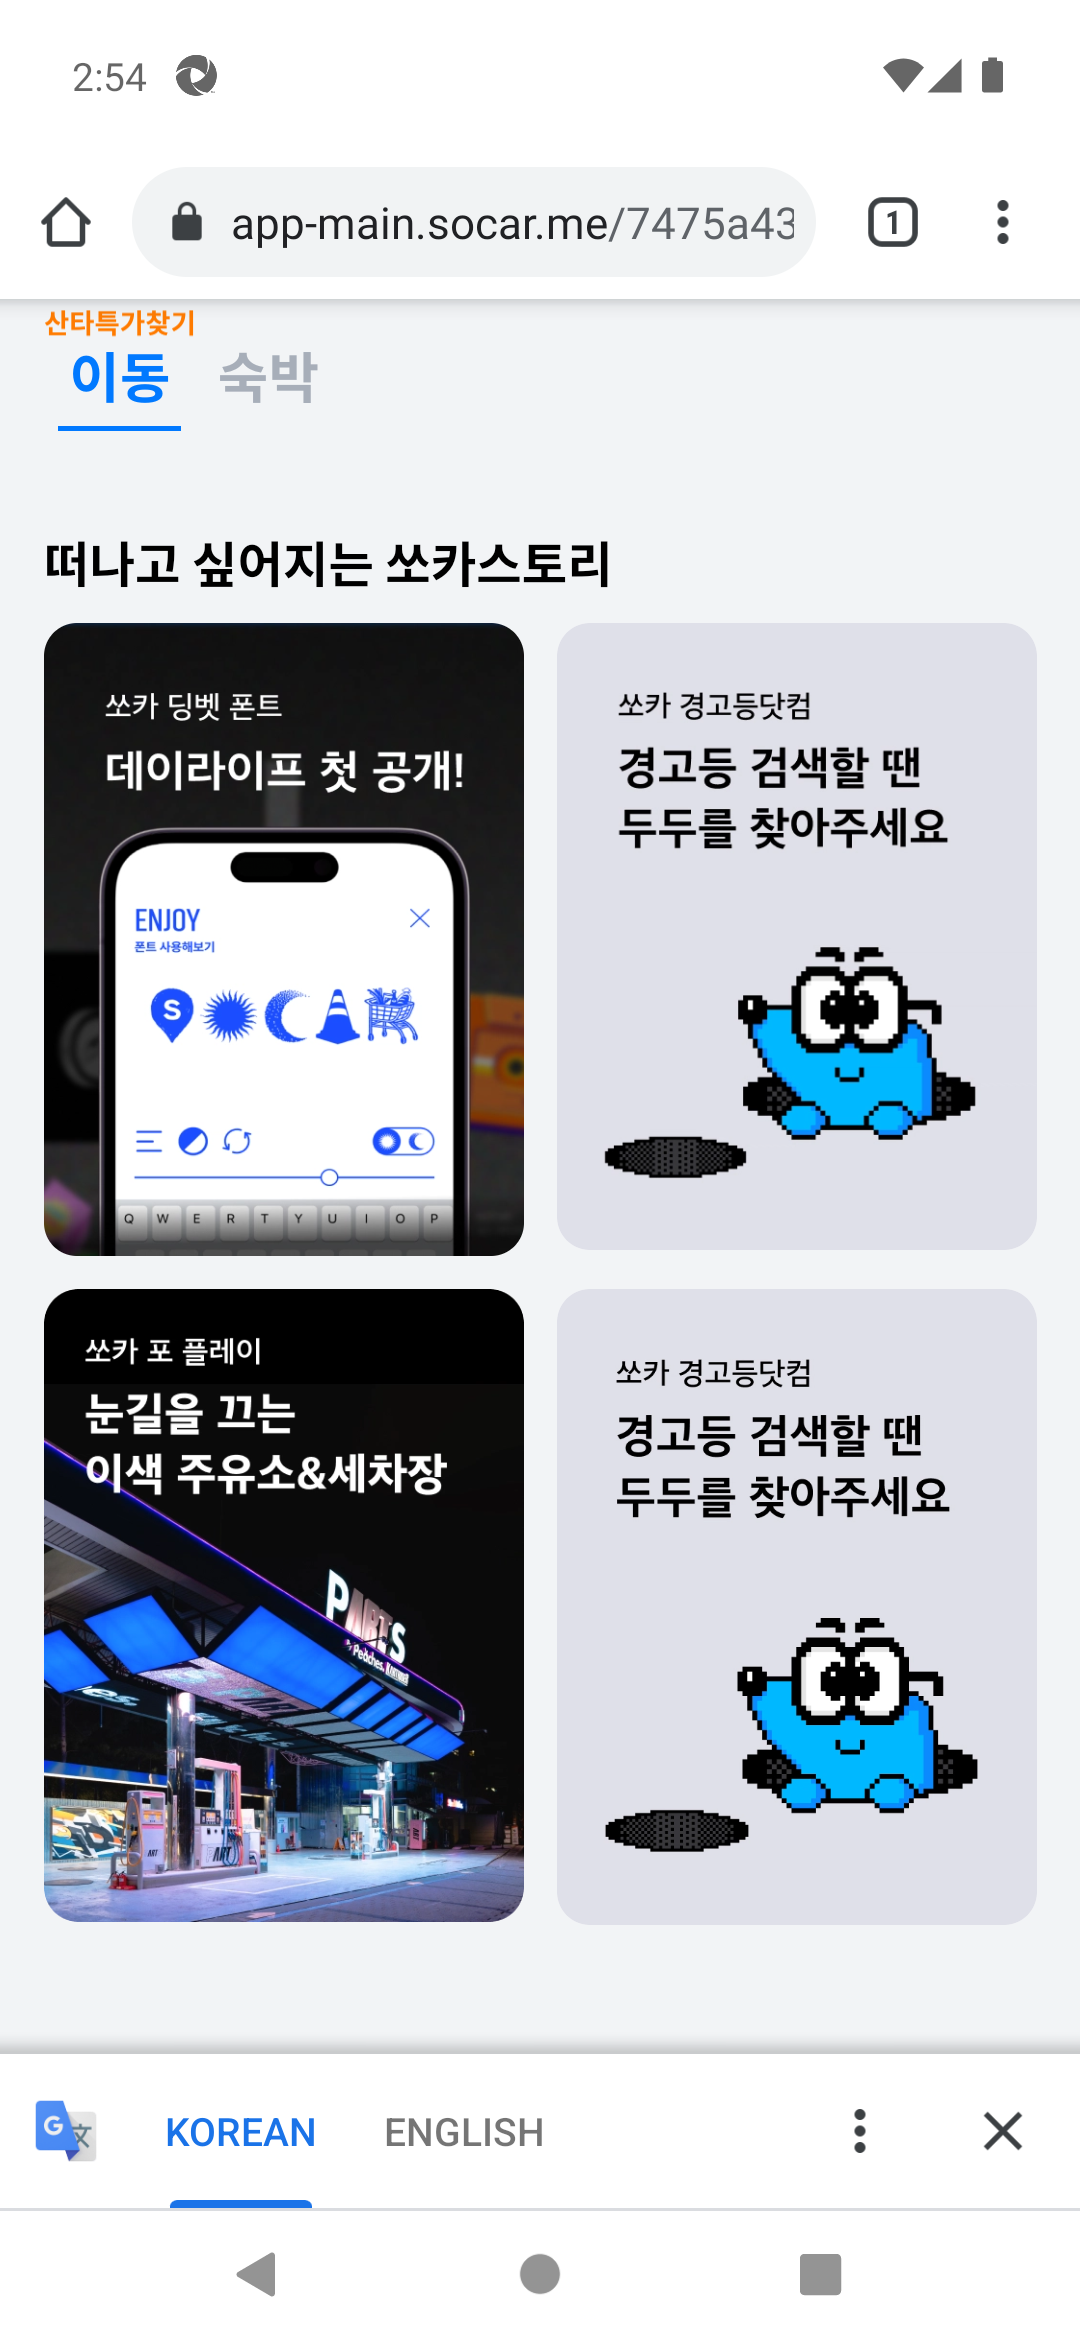 2:54
app-main.socar.me/7475a43
1
산타특가찾기
이동 숙박
떠나고 싶어지는 쏘카스토리
쏘카 딩벳 폰트
데이라이프 첫 공개!
ENJOY
폰트 사용해보기
S
Q W E R T Y U I O P
쏘카 경고등닷컴
경고등 검색할 땐
두두를 찾아주세요
쏘카 포 플레이
눈길을 끄는
이색 주유소&세차장
PARTS
by Peaches.
ART
쏘카 경고등닷컴
경고등 검색할 땐
두두를 찾아주세요
KOREAN ENGLISH